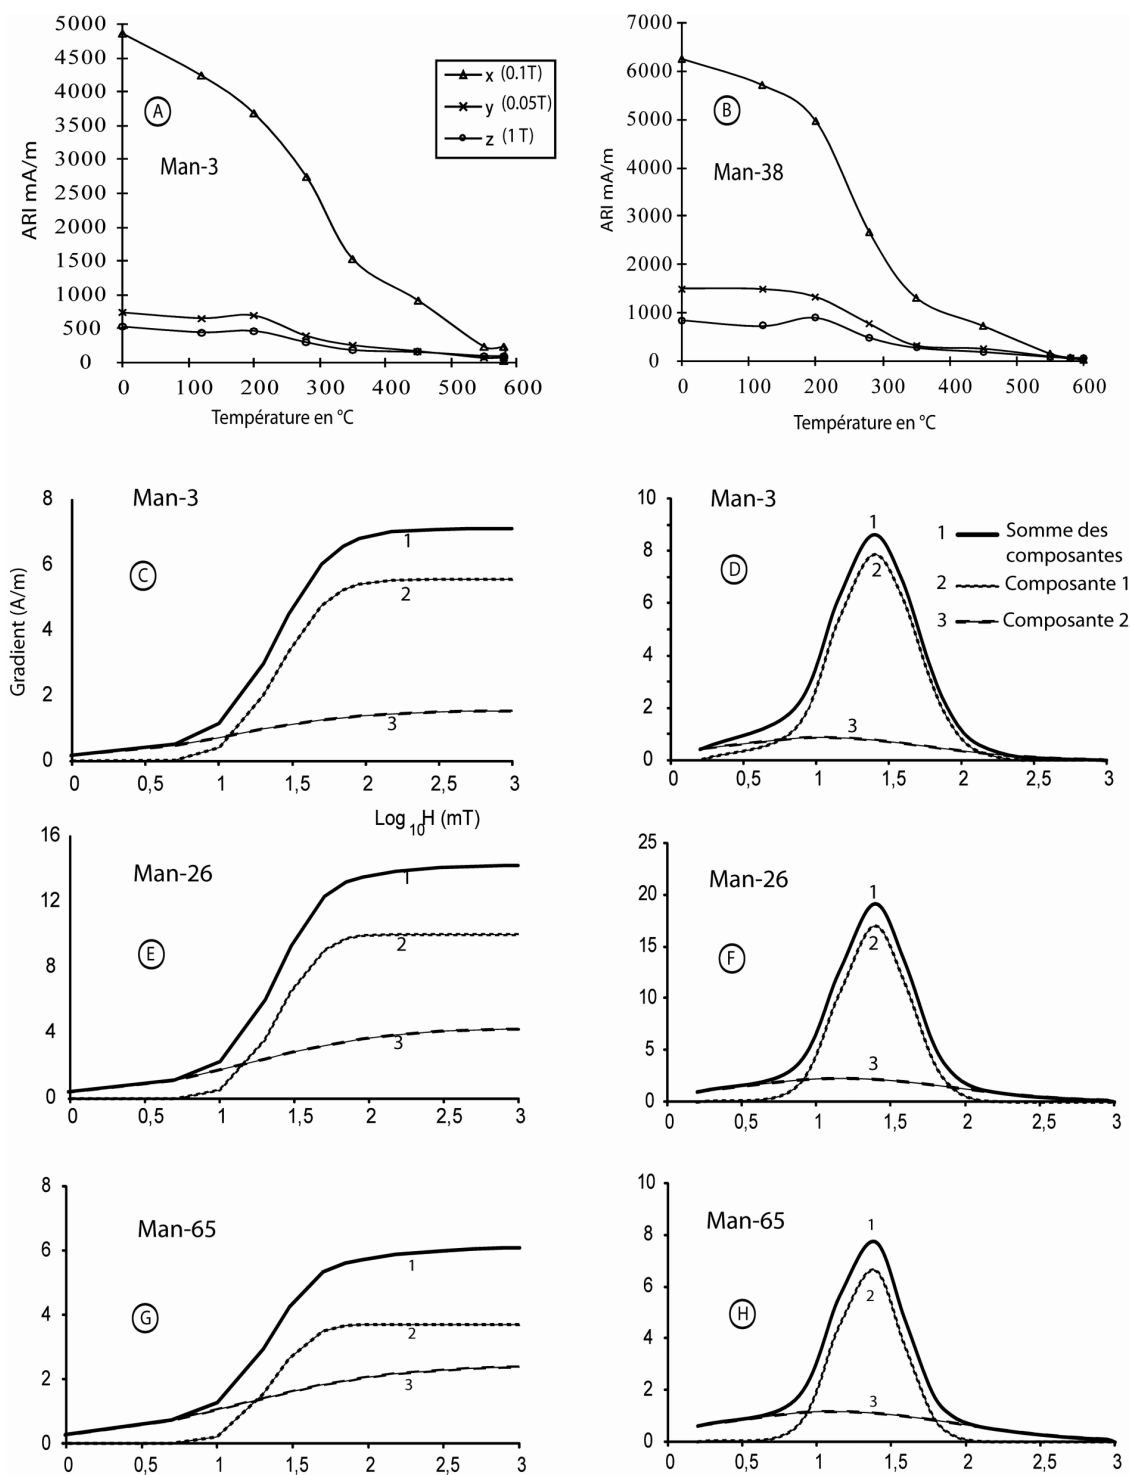 5000
4500
4000
3500
3000
2500
2000
1500
1000
500
0
ARI mA/m
A
Man-3
x (0.1T)
y (0.05T)
z (1 T)
0 100 200 300 400 500 600
Température en °C
7000
6000
5000
4000
3000
2000
1000
0
ARI mA/m
B
Man-38
0 100 200 300 400 500 600
Température en °C
Man-3
8
6
4
2
0
Gradient (A/m)
C
1
2
3
0 0,5 1 1,5 2 2,5 3
Log10H (mT)
Man-3
10
8
6
4
2
0
D
1
2
3
1 Somme des
composantes
2 Composante 1
3 Composante 2
0 0,5 1 1,5 2 2,5 3
16
12
8
4
0
Man-26
E
1
2
3
0 0,5 1 1,5 2 2,5 3
25
20
15
10
5
0
Man-26
F
1
2
3
0 0,5 1 1,5 2 2,5 3
8
6
4
2
0
Man-65
G
1
2
3
0 0,5 1 1,5 2 2,5 3
10
8
6
4
2
0
Man-65
H
1
2
3
0 0,5 1 1,5 2 2,5 3